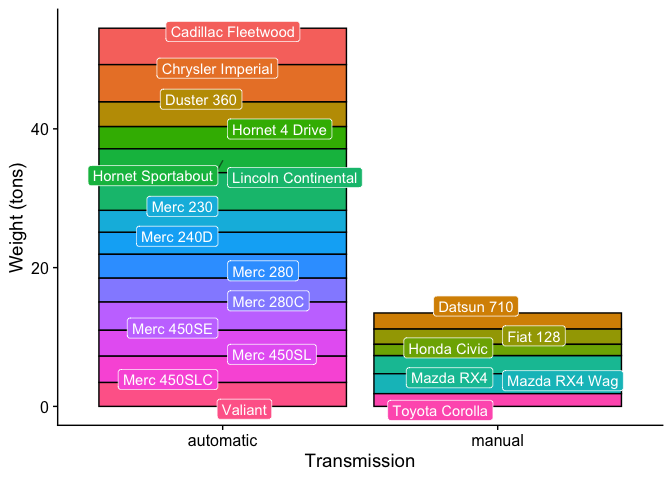 Cadillac Fleetwood
Chrysler Imperial
Duster 360
Hornet 4 Drive
Hornet Sportabout
Lincoln Continental
Merc 230
Merc 240D
Merc 280
Merc 280C
Merc 450SE
Merc 450SL
Merc 450SLC
Valiant
Datsun 710
Fiat 128
Honda Civic
Mazda RX4
Mazda RX4 Wag
Toyota Corolla
Weight (tons)
40
20
0
automatic manual
Transmission